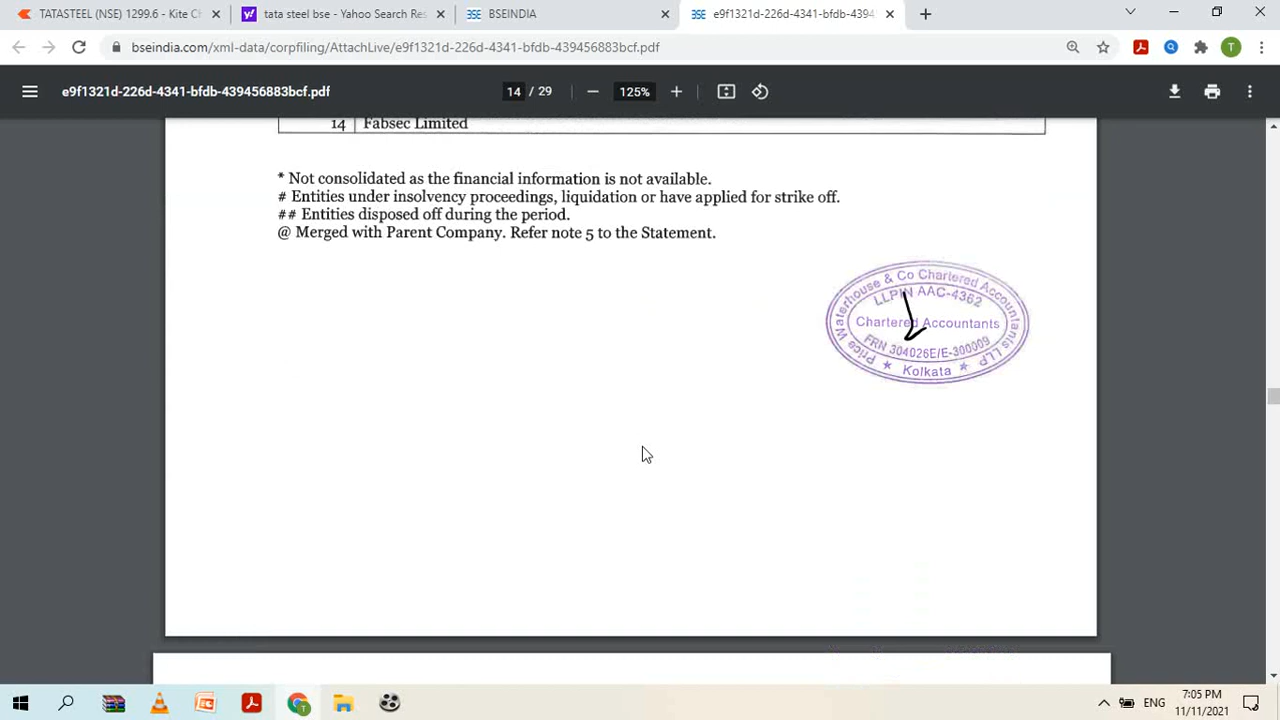 TATASTEEL (NSE) 1299.6 - Kite Ch
tata steel bse - Yahoo Search Res
BSEINDIA
e9f1321d-226d-4341-bfdb-4394
bseindia.com/xml-data/corpfiling/AttachLive/e9f1321d-226d-4341-bfdb-439456883bcf.pdf
T
e9f1321d-226d-4341-bfdb-439456883bcf.pdf
14 / 29
125%
14 Fabsec Limited
* Not consolidated as the financial information is not available.
# Entities under insolvency proceedings, liquidation or have applied for strike off.
## Entities disposed off during the period.
@ Merged with Parent Company. Refer note 5 to the Statement.
Price Waterhouse & Co Chartered Accountants LLP
LLPIN AAC-4362
Chartered Accountants
FRN 304026E/E-300009
Kolkata
ENG
7:05 PM
11/11/2021